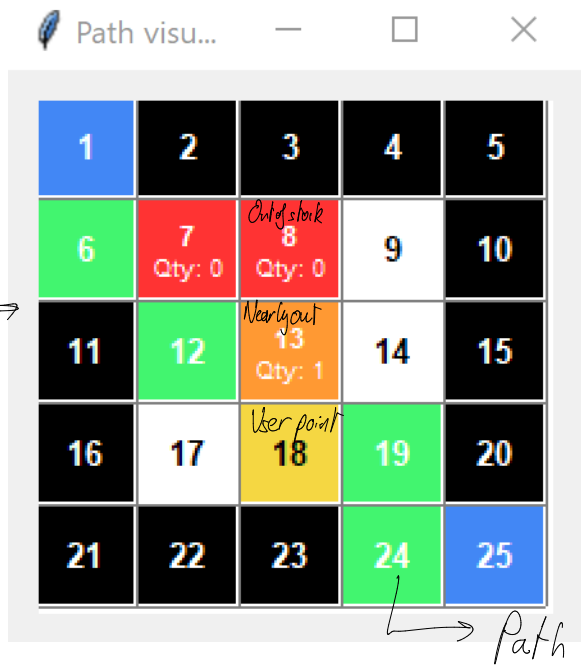 Path visu...
1 2 3 4 5
Out of stock
6 7 8 9 10
Qty: 0 Qty: 0
Nearly out
11 12 13 14 15
Qty: 1
User point
16 17 18 19 20
21 22 23 24 25
Path